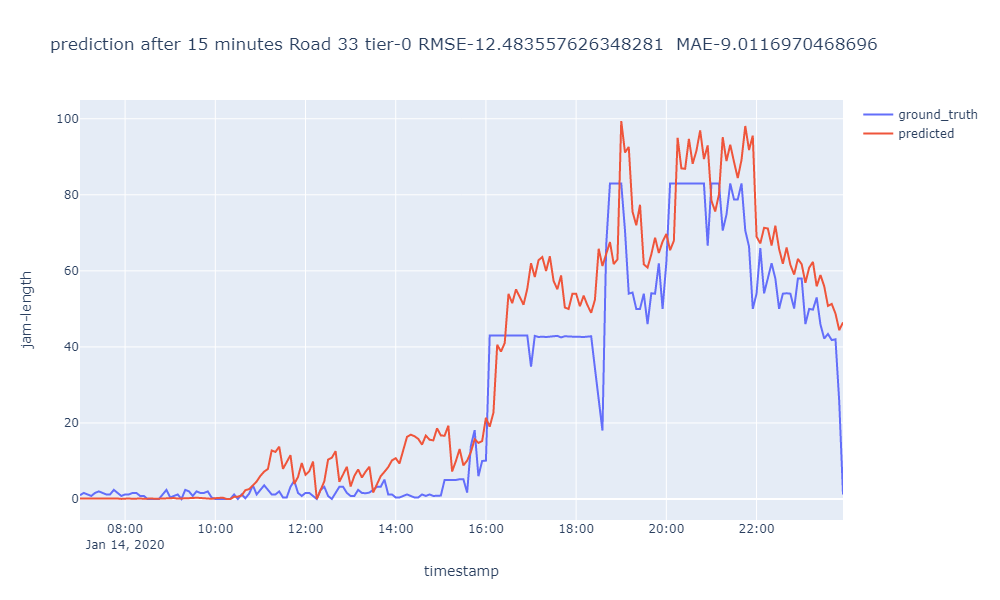 prediction after 15 minutes Road 33 tier-0 RMSE-12.483557626348281  MAE-9.0116970468696
ground_truth
predicted
jam-length
100
80
60
40
20
0
08:00 10:00 12:00 14:00 16:00 18:00 20:00 22:00
Jan 14, 2020
timestamp